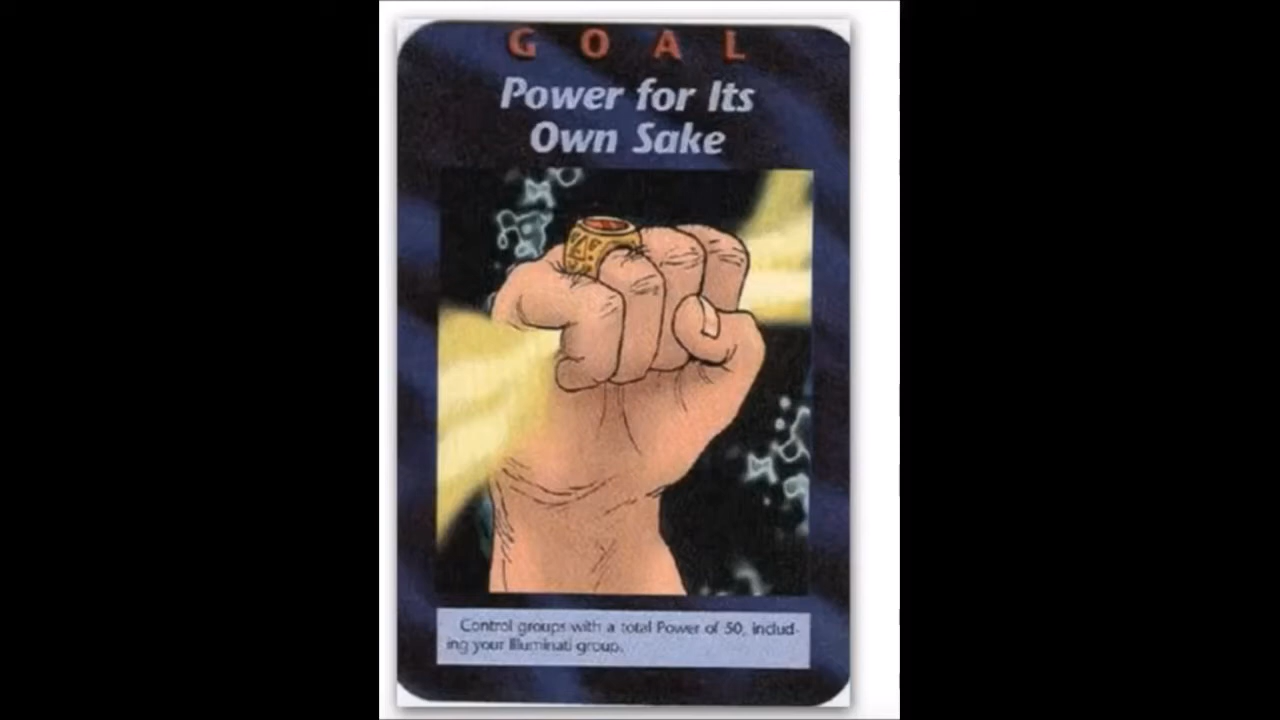 GOAL
Power for Its
Own Sake
Control groups with a total Power of 50, includ-
ing your Illuminati group.